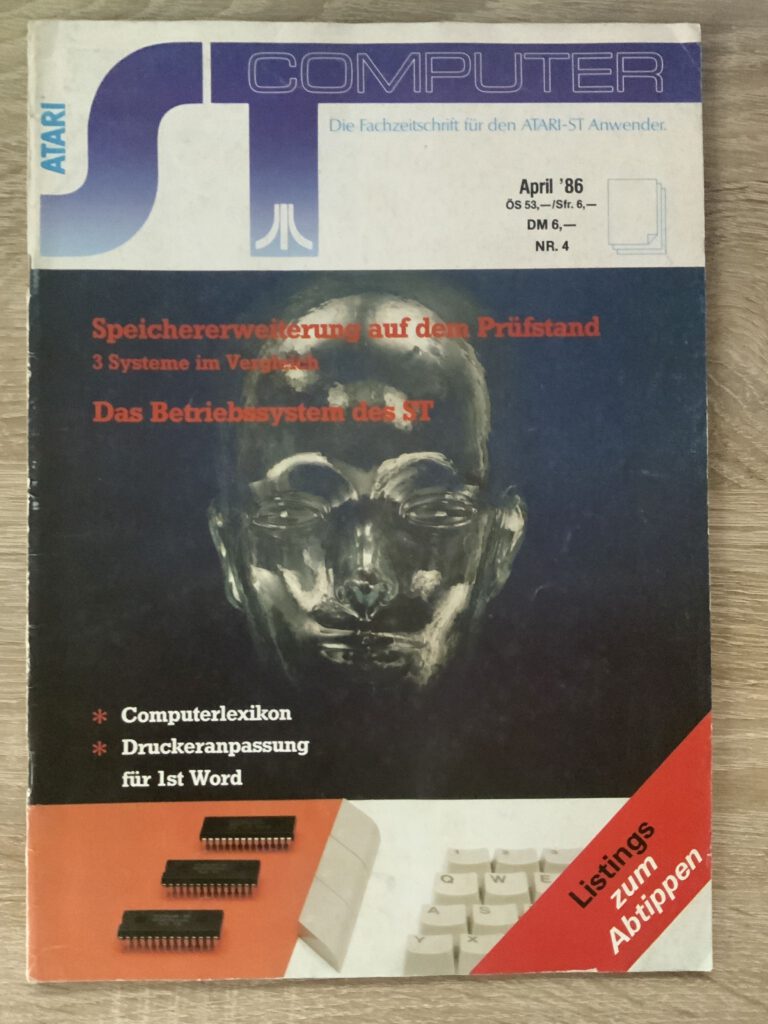 ATARI
ST COMPUTER
Die Fachzeitschrift für den ATARI-ST Anwender.
April '86
ÖS 53,—/Sfr. 6,—
DM 6,—
NR. 4
Speichererweiterung auf dem Prüfstand
3 Systeme im Vergleich
Das Betriebssystem des ST
* Computerlexikon
* Druckeranpassung
für 1st Word
Listings
zum
Abtippen
Q W E
A S
Y X